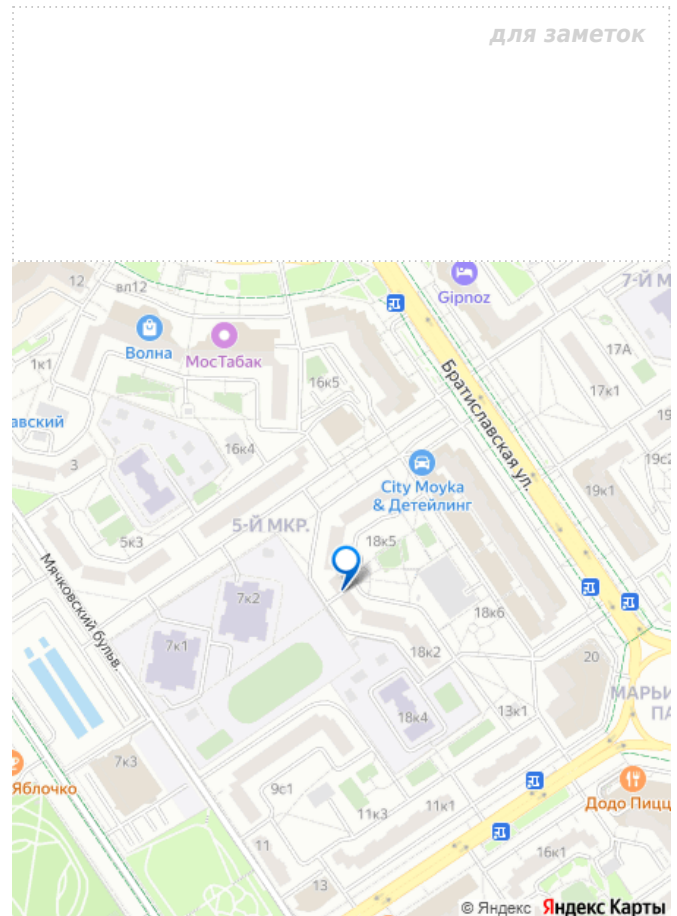 для заметок
12
вл12
Gipnoz
7-Й М
Волна
МосТабак
1к1
16к5
17А
17к1
Братиславская ул.
авский
19
3
16к4
19с2
City Moyka
& Детейлинг
19к1
5-Й МКР.
5к3
18к5
Мячковский бульв.
7к2
18к6
7к1
18к2
20
МАРЬИ
ПА
18к4
13к1
7к3
Яблочко
9с1
11к3
11к1
Додо Пицц
11
16к1
13
© Яндекс Яндекс Карты